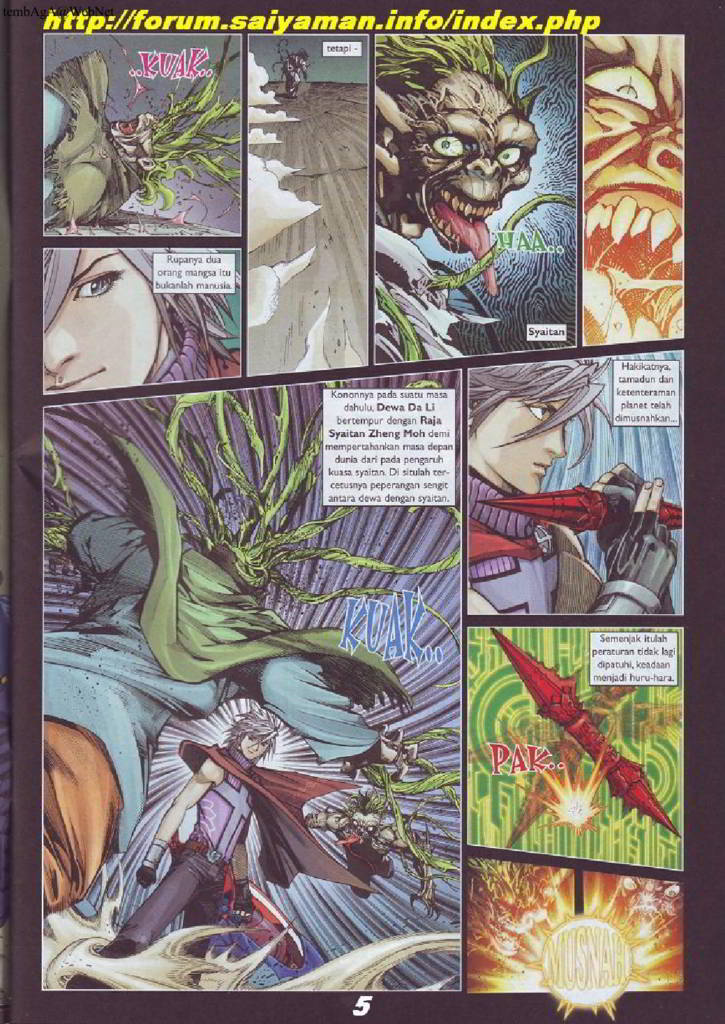 tembAgA@WebNet
http://forum.saiyaman.info/index.php
..KUAK..
tetapi -
HAA..
Syaitan
Rupanya dua
orang mangsa itu
bukanlah manusia.
Hakikatnya,
tamadun dan
ketenteraman
planet telah
dimusnahkan...
Kononnya pada suatu masa
dahulu, Dewa Da Li
bertempur dengan Raja
Syaitan Zheng Moh demi
mempertahankan masa depan
dunia dari pada pengaruh
kuasa syaitan. Di situlah ter-
cetusnya peperangan sengit
antara dewa dengan syaitan.
KUAK..
Semenjak itulah
peraturan tidak lagi
dipatuhi, keadaan
menjadi huru-hara.
PAK..
MUSNAH
5